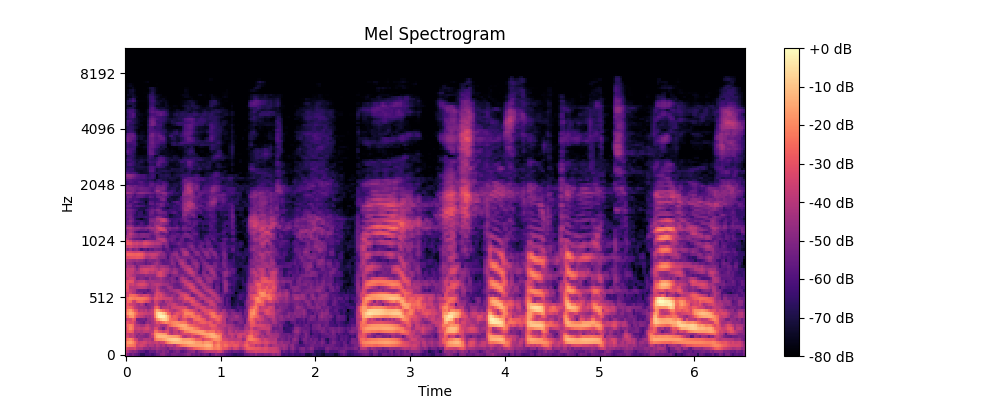 Mel Spectrogram
8192
4096
2048
1024
512
0
Hz
0 1 2 3 4 5 6
Time
+0 dB
-10 dB
-20 dB
-30 dB
-40 dB
-50 dB
-60 dB
-70 dB
-80 dB